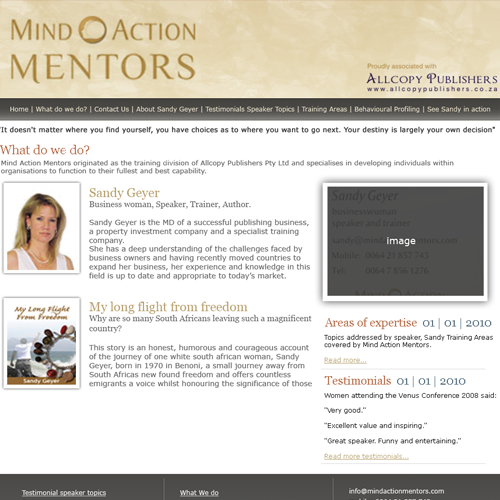 MIND ACTION
MENTORS
Proudly associated with
ALLCOPY PUBLISHERS
www.allcopypublishers.co.za
Home | What do we do? | Contact Us | About Sandy Geyer | Testimonials Speaker Topics | Training Areas | Behavioural Profiling | See Sandy in action
"It doesn't matter where you find yourself, you have choices as to where you want to go next. Your destiny is largely your own decision"
What do we do?
Mind Action Mentors originated as the training division of Allcopy Publishers Pty Ltd and specialises in developing individuals within
organisations to function to their fullest and best capability.
Sandy Geyer
Business woman, Speaker, Trainer, Author.
Sandy Geyer is the MD of a successful publishing business,
a property investment company and a specialist training
company.
She has a deep understanding of the challenges faced by
business owners and having recently moved countries to
expand her business, her experience and knowledge in this
field is up to date and appropriate to today's market.
My Long Flight
From Freedom
Sandy Geyer
My long flight from freedom
Why are so many South Africans leaving such a magnificent
country?
This story is an honest, humorous and courageous account
of the journey of one white south african woman, Sandy
Geyer, born in 1970 in Benoni, a small journey away from
South Africas new found freedom and offers countless
emigrants a voice whilst honouring the significance of those
Sandy Geyer
businesswoman
speaker and trainer
image
Mobile: 0064 21 857 743
Tel: 0064 7 856 1276
Areas of expertise 01 | 01 | 2010
Topics addressed by speaker, Sandy Training Areas
covered by Mind Action Mentors.
Read more...
Testimonials 01 | 01 | 2010
Women attending the Venus Conference 2008 said:
"Very good."
"Excellent value and inspiring."
"Great speaker. Funny and entertaining."
Read more testimonials...
Testimonial speaker topics
What We do
info@mindactionmentors.com